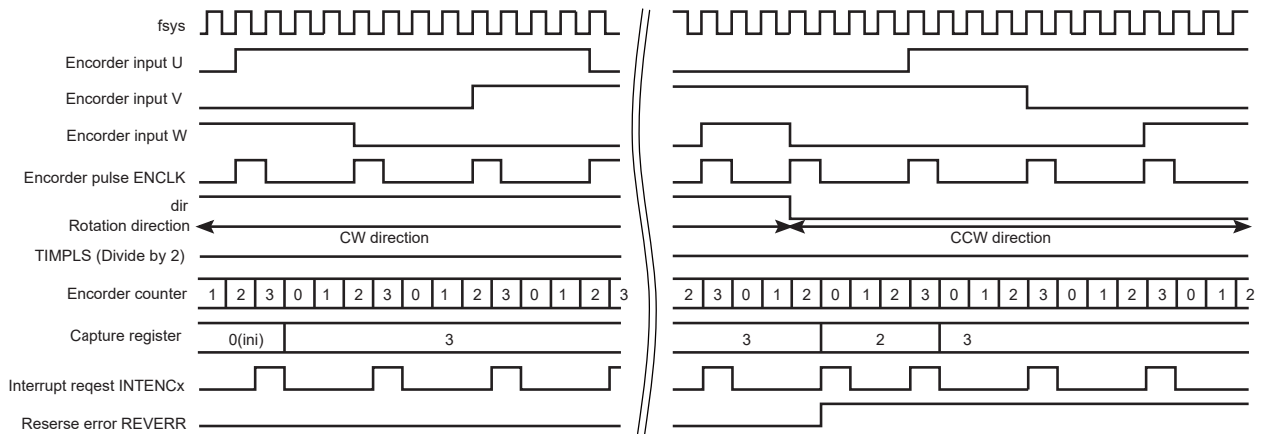 fsys
Encorder input U
Encorder input V
Encorder input W
Encorder pulse ENCLK
dir
Rotation direction
CW direction CCW direction
TIMPLS (Divide by 2)
Encorder counter 1 2 3 0 1 2 3 0 1 2 3 0 1 2 3 2 3 0 1 2 0 1 2 3 0 1 2 3 0 1 2 3 0 1 2
Capture register 0(ini) 3 3 2 3
Interrupt reqest INTENCx
Reserse error REVERR